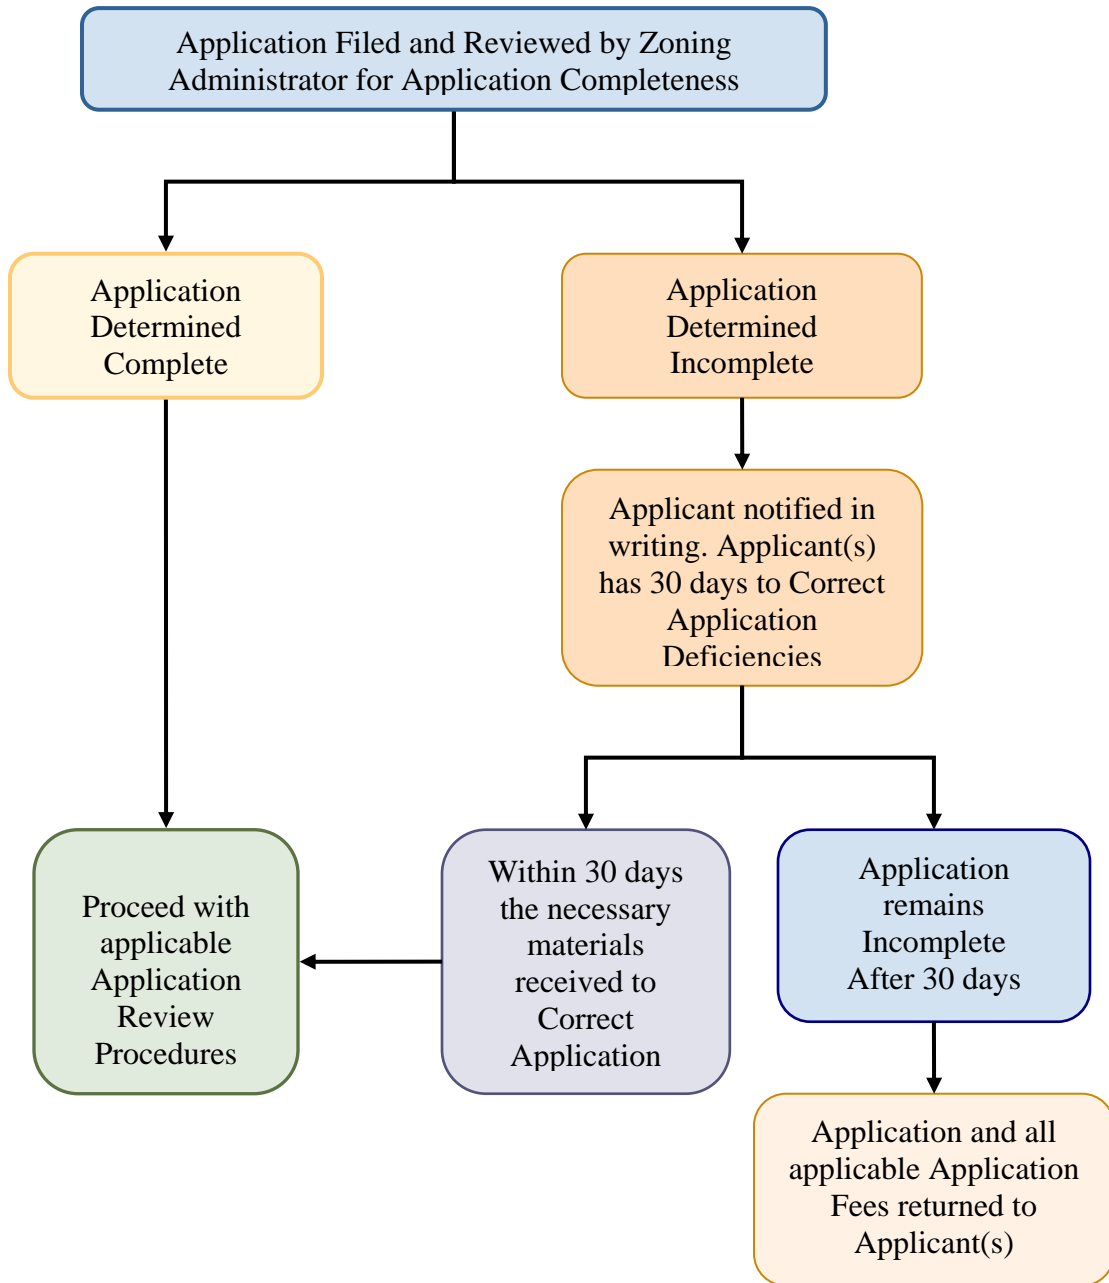 Application Filed and Reviewed by Zoning
Administrator for Application Completeness
Application
Determined
Complete
Application
Determined
Incomplete
Applicant notified in
writing. Applicant(s)
has 30 days to Correct
Application
Deficiencies
Proceed with
applicable
Application
Review
Procedures
Within 30 days
the necessary
materials
received to
Correct
Application
Application
remains
Incomplete
After 30 days
Application and all
applicable Application
Fees returned to
Applicant(s)